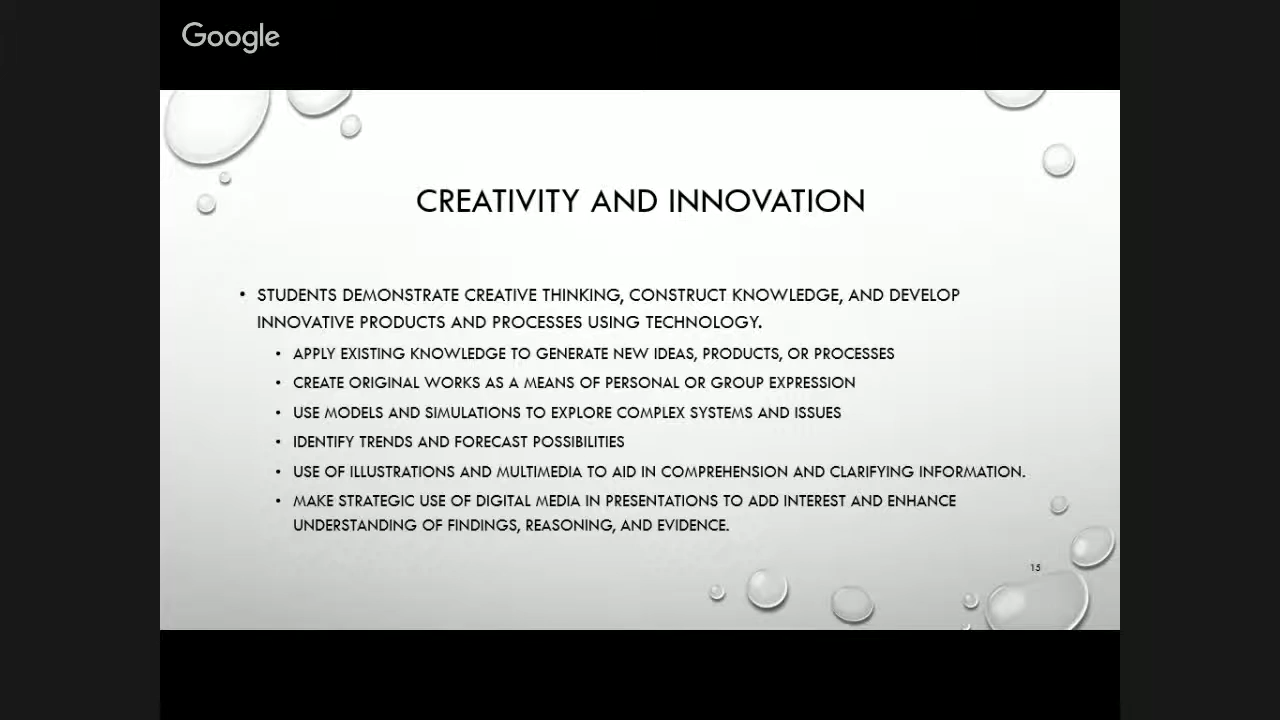 Google
CREATIVITY AND INNOVATION
• STUDENTS DEMONSTRATE CREATIVE THINKING, CONSTRUCT KNOWLEDGE, AND DEVELOP
INNOVATIVE PRODUCTS AND PROCESSES USING TECHNOLOGY.
• APPLY EXISTING KNOWLEDGE TO GENERATE NEW IDEAS, PRODUCTS, OR PROCESSES
• CREATE ORIGINAL WORKS AS A MEANS OF PERSONAL OR GROUP EXPRESSION
• USE MODELS AND SIMULATIONS TO EXPLORE COMPLEX SYSTEMS AND ISSUES
• IDENTIFY TRENDS AND FORECAST POSSIBILITIES
• USE OF ILLUSTRATIONS AND MULTIMEDIA TO AID IN COMPREHENSION AND CLARIFYING INFORMATION.
• MAKE STRATEGIC USE OF DIGITAL MEDIA IN PRESENTATIONS TO ADD INTEREST AND ENHANCE
UNDERSTANDING OF FINDINGS, REASONING, AND EVIDENCE.
15